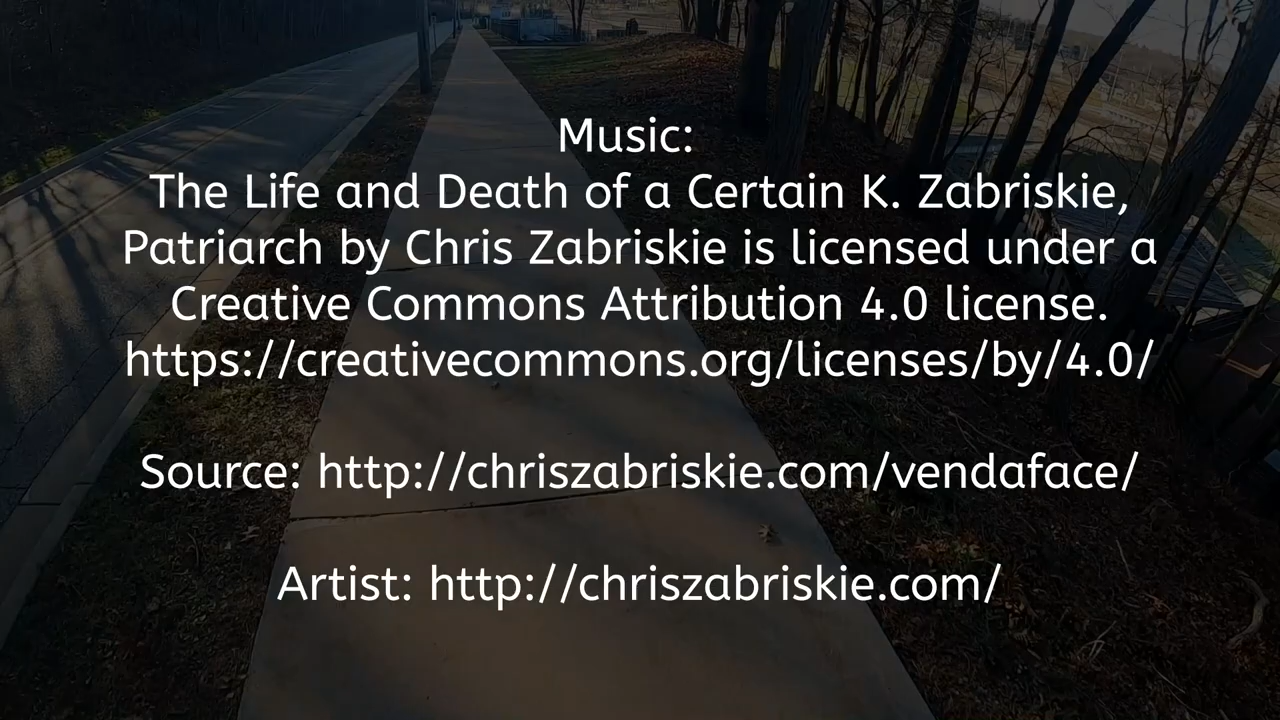 Music:
The Life and Death of a Certain K. Zabriskie,
Patriarch by Chris Zabriskie is licensed under a
Creative Commons Attribution 4.0 license.
https://creativecommons.org/licenses/by/4.0/
Source: http://chriszabriskie.com/vendaface/
Artist: http://chriszabriskie.com/